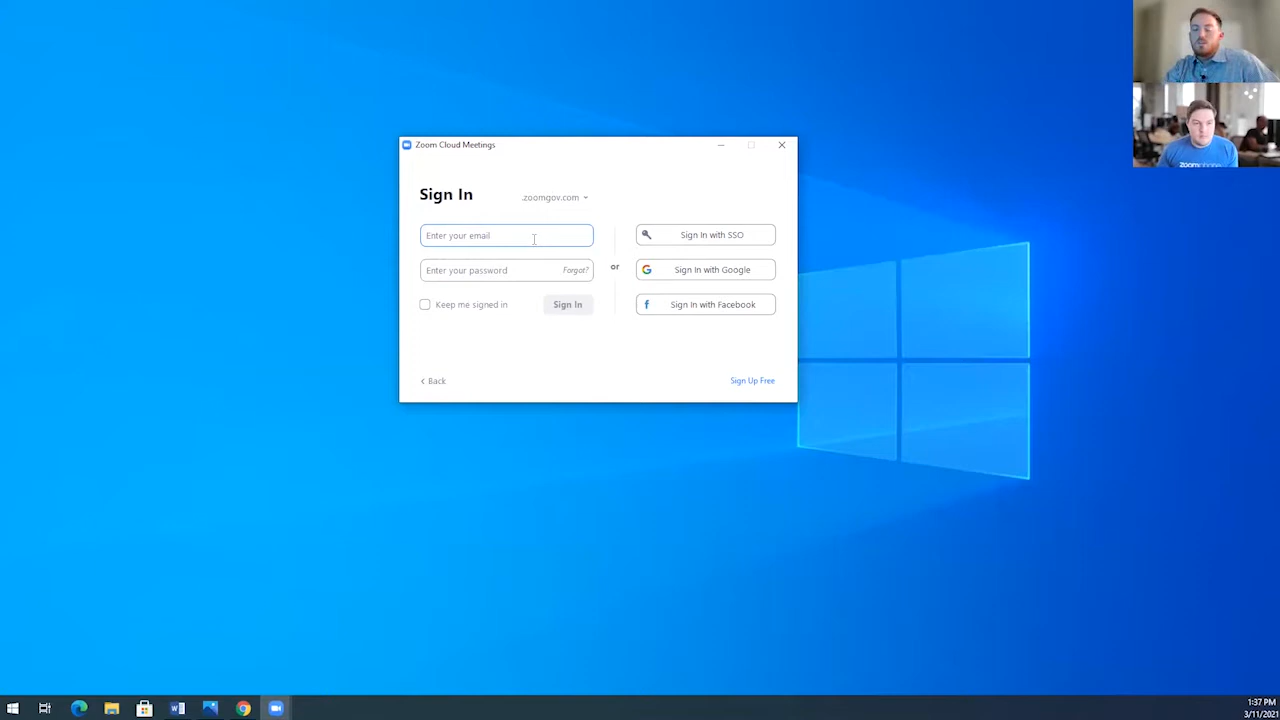 Zoom Cloud Meetings
Sign In
.zoomgov.com
Enter your email
Enter your password
Forgot?
Keep me signed in
Sign In
or
Sign In with SSO
Sign In with Google
Sign In with Facebook
Back
Sign Up Free
zoomphone
1:37 PM
3/11/2021